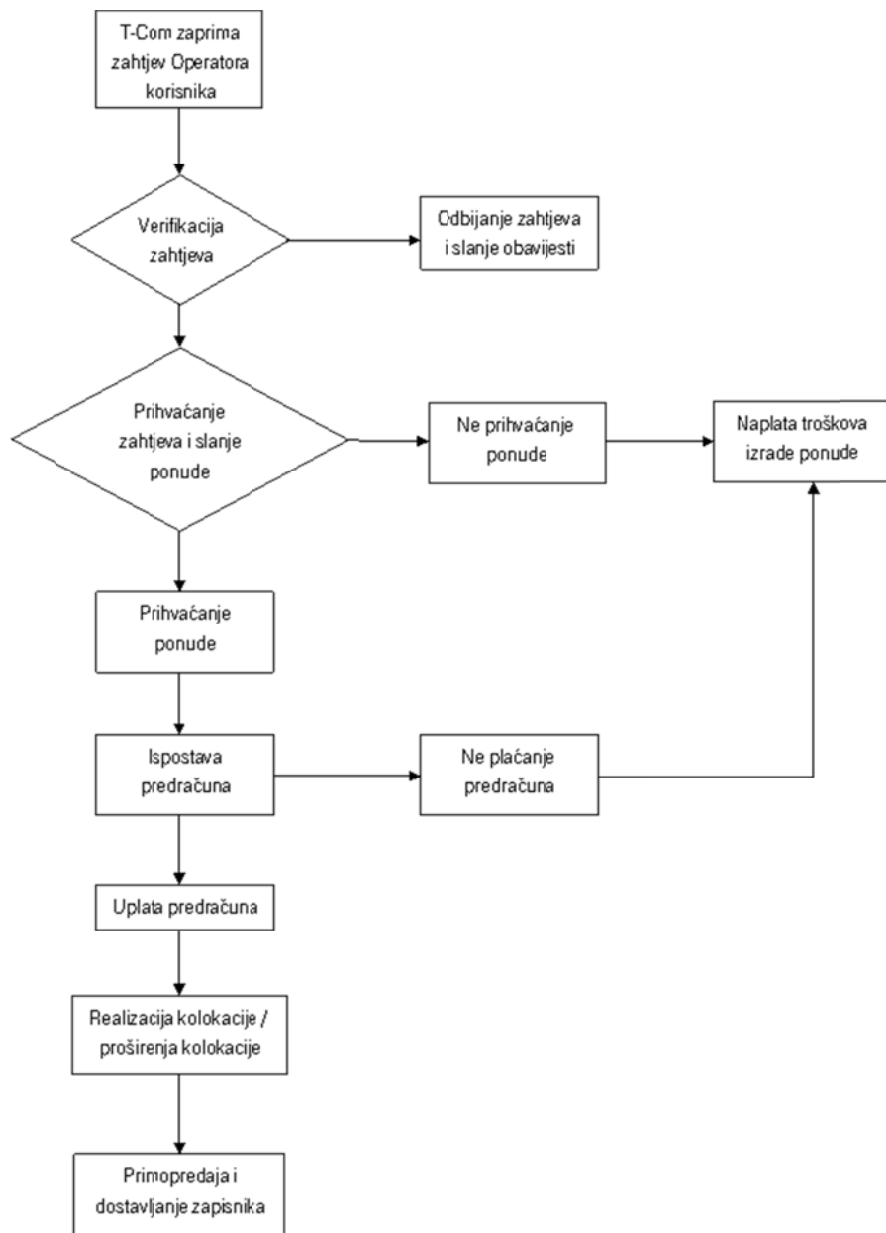 T-Com zaprima
zahtjev Operatora
korisnika
Verifikacija
zahtjeva
Odbijanje zahtjeva
i slanje obavijesti
Prihvaćanje
zahtjeva i slanje
ponude
Ne prihvaćanje
ponude
Naplata troškova
izrade ponude
Prihvaćanje
ponude
Ispostava
predračuna
Ne plaćanje
predračuna
Uplata predračuna
Realizacija kolokacije /
proširenja kolokacije
Primopredaja i
dostavljanje zapisnika